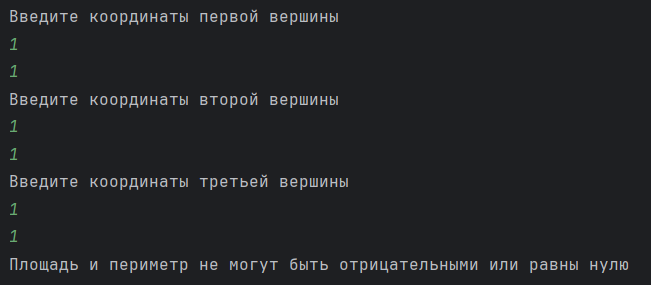 Введите координаты первой вершины
1
1
Введите координаты второй вершины
1
1
Введите координаты третьей вершины
1
1
Площадь и периметр не могут быть отрицательными или равны нулю